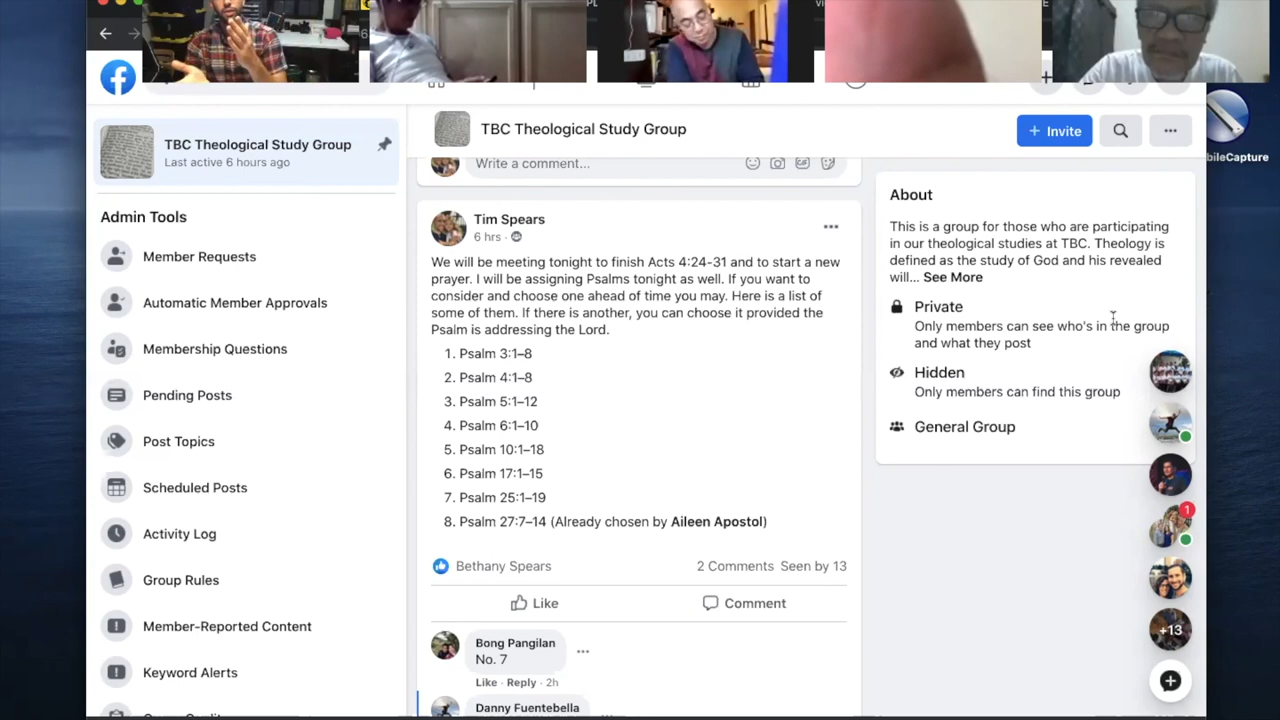 TBC Theological Study Group
Last active 6 hours ago
Admin Tools
Member Requests
Automatic Member Approvals
Membership Questions
Pending Posts
Post Topics
Scheduled Posts
Activity Log
Group Rules
Member-Reported Content
Keyword Alerts
TBC Theological Study Group
+ Invite
Write a comment...
Tim Spears
6 hrs ·
We will be meeting tonight to finish Acts 4:24-31 and to start a new
prayer. I will be assigning Psalms tonight as well. If you want to
consider and choose one ahead of time you may. Here is a list of
some of them. If there is another, you can choose it provided the
Psalm is addressing the Lord.
1. Psalm 3:1–8
2. Psalm 4:1–8
3. Psalm 5:1–12
4. Psalm 6:1–10
5. Psalm 10:1–18
6. Psalm 17:1–15
7. Psalm 25:1–19
8. Psalm 27:7–14 (Already chosen by Aileen Apostol)
Bethany Spears
2 Comments Seen by 13
Like
Comment
Bong Pangilan
No. 7
Like · Reply · 2h
Danny Fuentebella
About
This is a group for those who are participating
in our theological studies at TBC. Theology is
defined as the study of God and his revealed
will... See More
Private
Only members can see who's in the group
and what they post
Hidden
Only members can find this group
General Group
1
+13
bileCapture